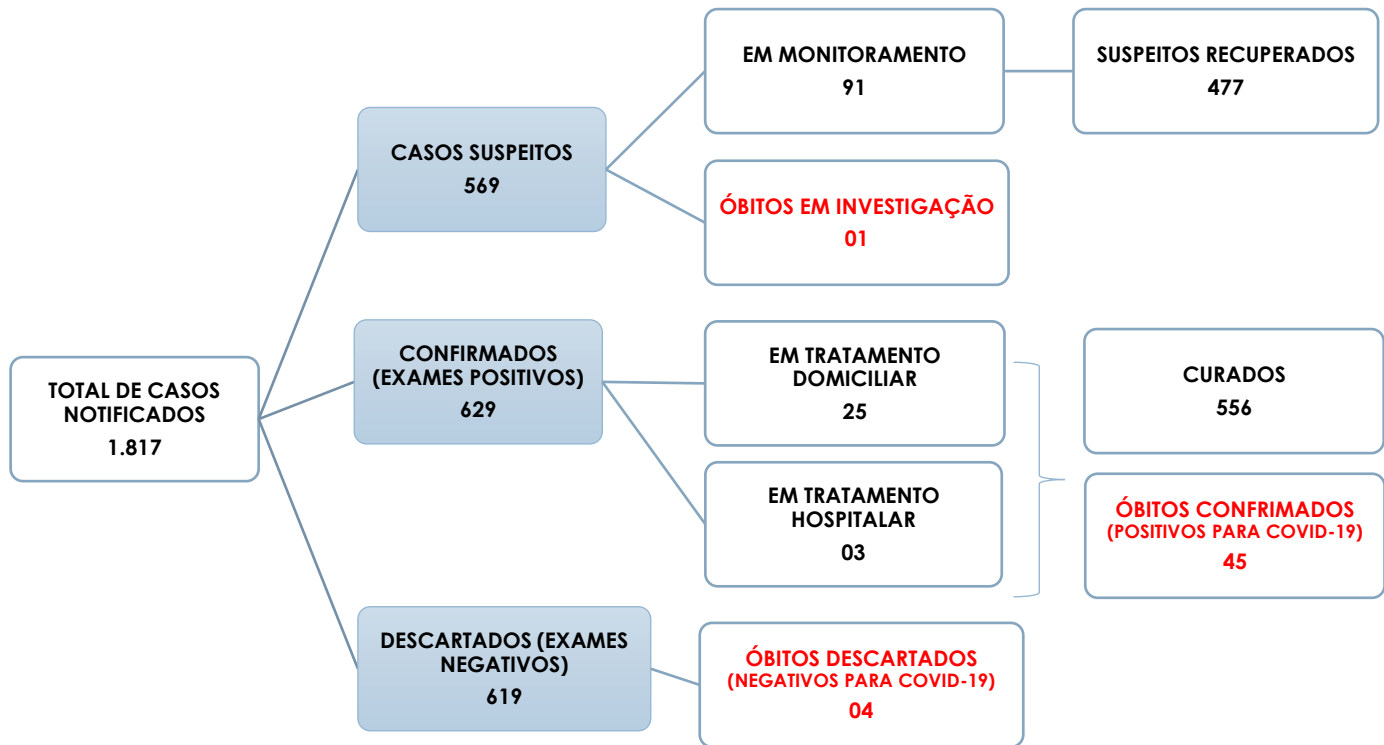 TOTAL DE CASOS
NOTIFICADOS
1.817
CASOS SUSPEITOS
569
EM MONITORAMENTO
91
SUSPEITOS RECUPERADOS
477
ÓBITOS EM INVESTIGAÇÃO
01
CONFIRMADOS
(EXAMES POSITIVOS)
629
EM TRATAMENTO
DOMICILIAR
25
EM TRATAMENTO
HOSPITALAR
03
CURADOS
556
ÓBITOS CONFRIMADOS
(POSITIVOS PARA COVID-19)
45
DESCARTADOS (EXAMES
NEGATIVOS)
619
ÓBITOS DESCARTADOS
(NEGATIVOS PARA COVID-19)
04